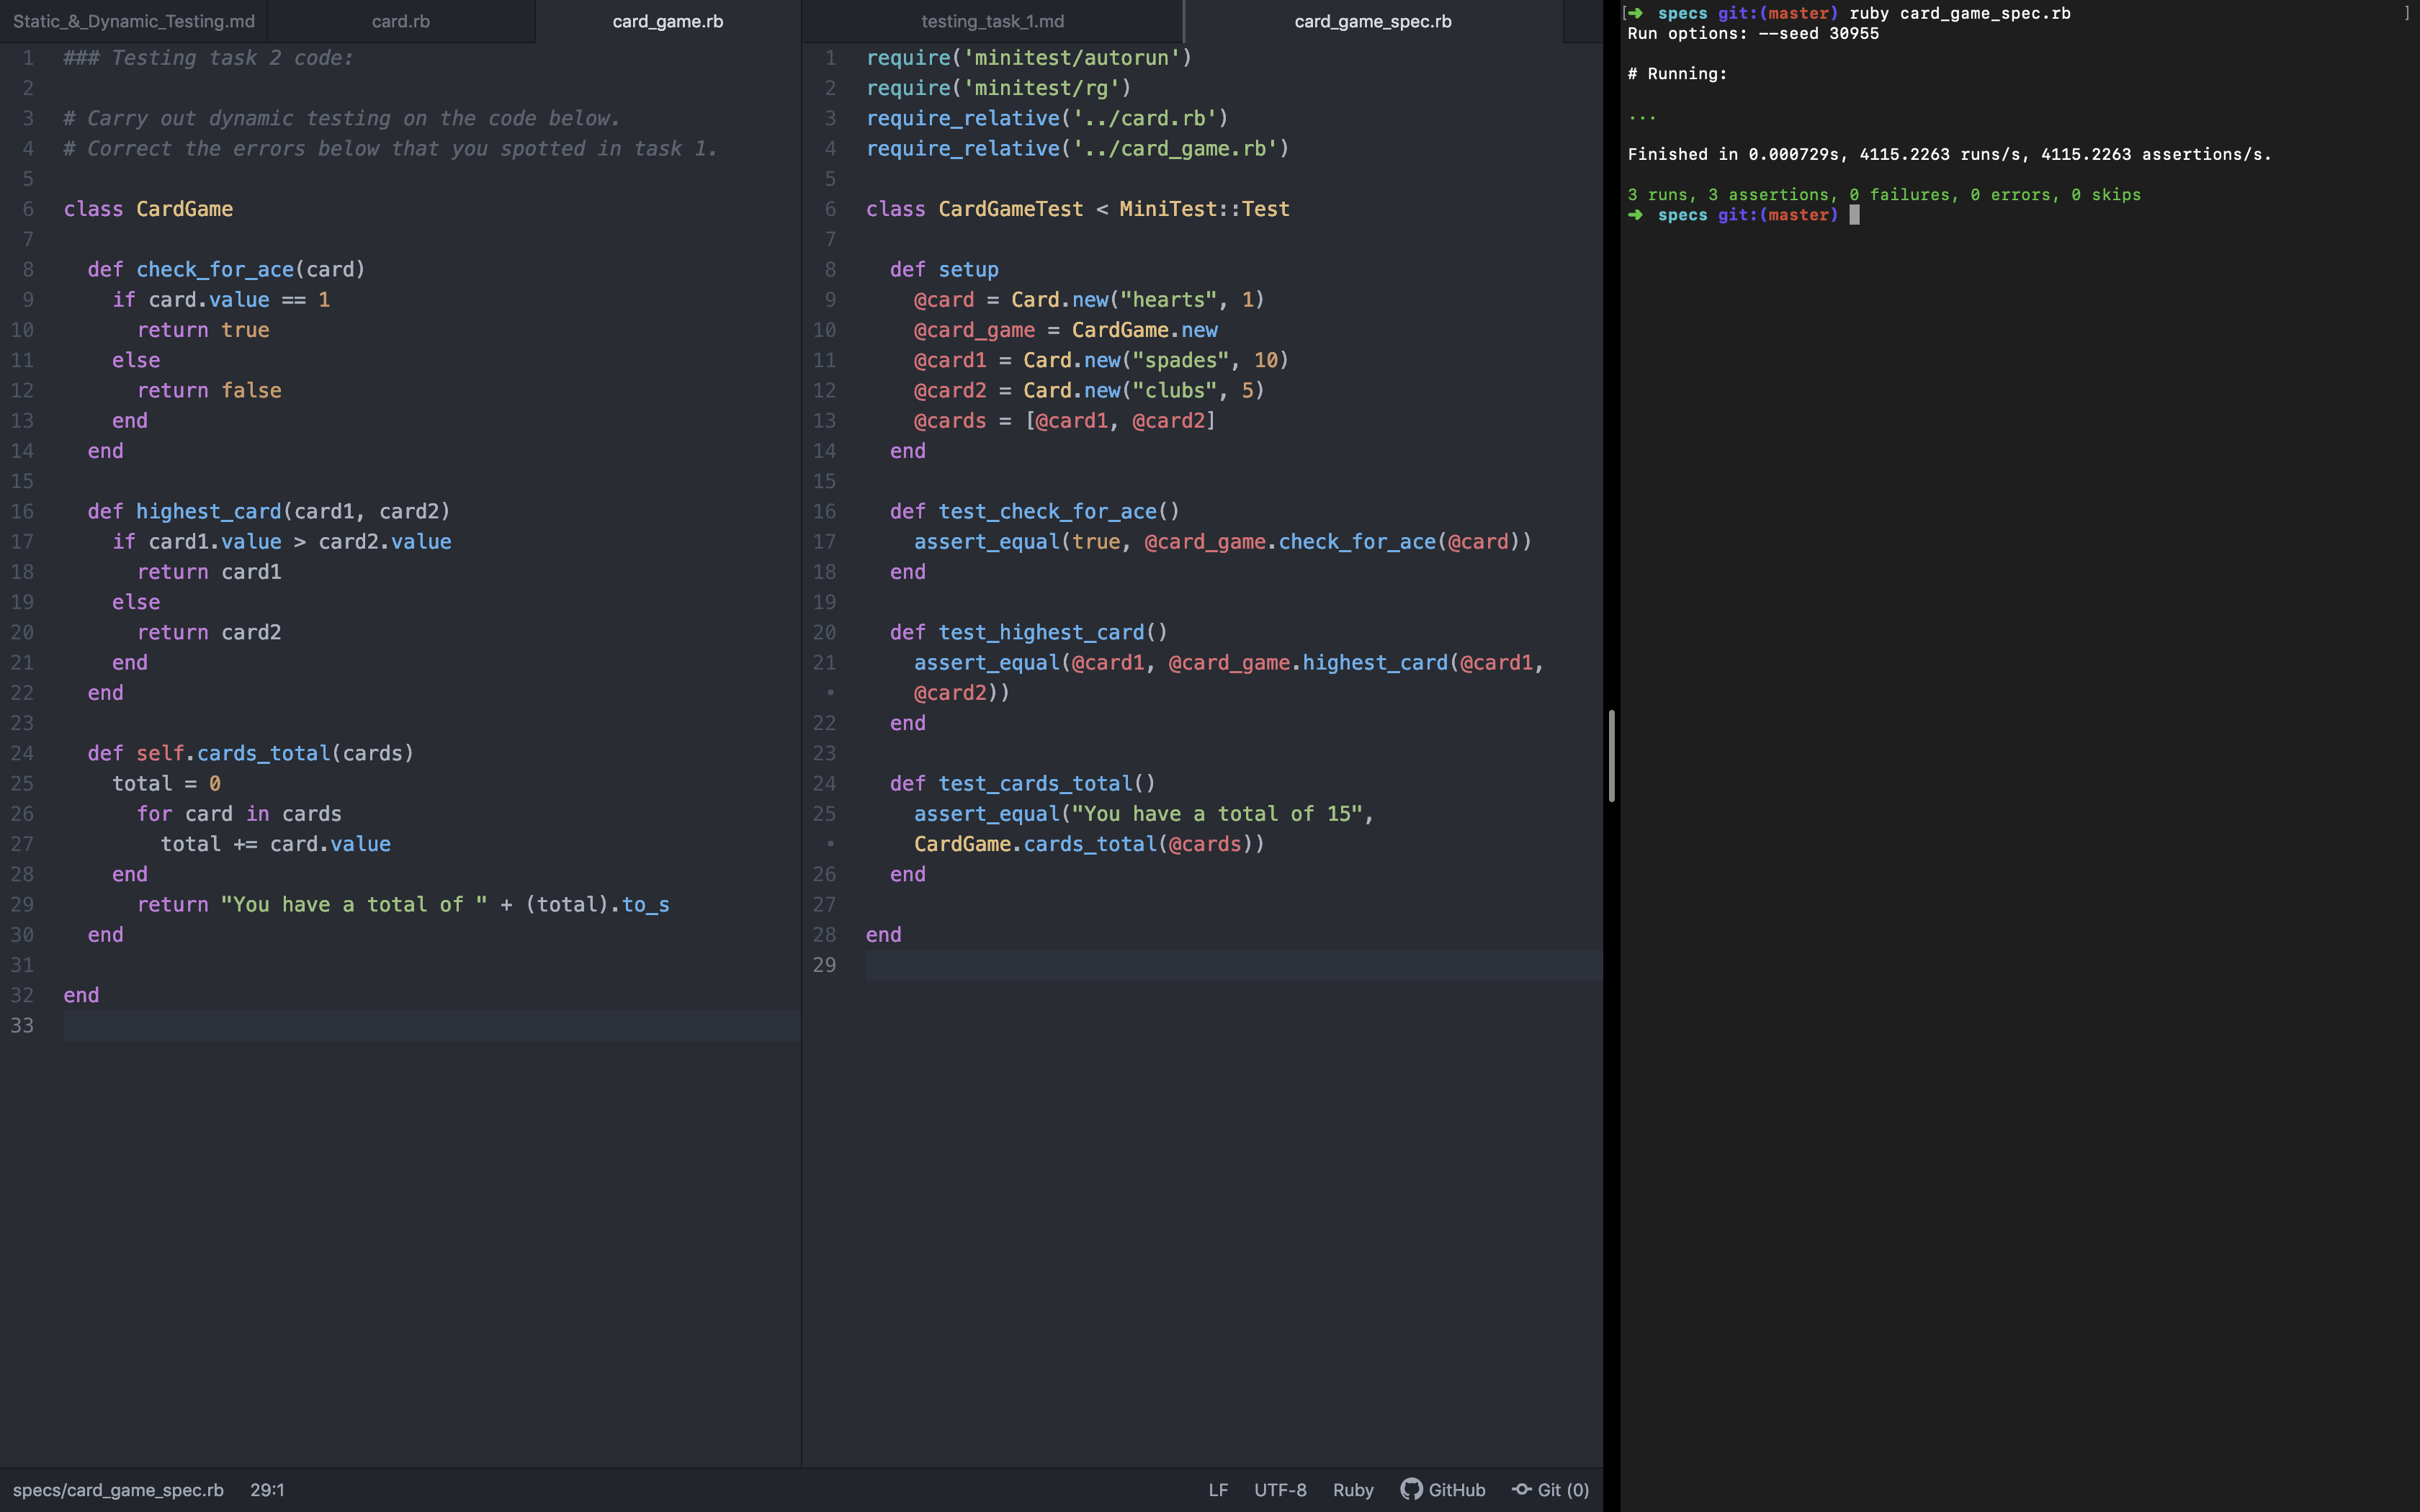 Static_&_Dynamic_Testing.md
card.rb
card_game.rb
1 ### Testing task 2 code:
2
3 # Carry out dynamic testing on the code below.
4 # Correct the errors below that you spotted in task 1.
5
6 class CardGame
7
8   def check_for_ace(card)
9     if card.value == 1
10       return true
11     else
12       return false
13     end
14   end
15
16   def highest_card(card1, card2)
17     if card1.value > card2.value
18       return card1
19     else
20       return card2
21     end
22   end
23
24   def self.cards_total(cards)
25     total = 0
26       for card in cards
27         total += card.value
28     end
29       return "You have a total of " + (total).to_s
30   end
31
32 end
33
testing_task_1.md
card_game_spec.rb
1 require('minitest/autorun')
2 require('minitest/rg')
3 require_relative('../card.rb')
4 require_relative('../card_game.rb')
5
6 class CardGameTest < MiniTest::Test
7
8   def setup
9     @card = Card.new("hearts", 1)
10     @card_game = CardGame.new
11     @card1 = Card.new("spades", 10)
12     @card2 = Card.new("clubs", 5)
13     @cards = [@card1, @card2]
14   end
15
16   def test_check_for_ace()
17     assert_equal(true, @card_game.check_for_ace(@card))
18   end
19
20   def test_highest_card()
21     assert_equal(@card1, @card_game.highest_card(@card1,
•     @card2))
22   end
23
24   def test_cards_total()
25     assert_equal("You have a total of 15",
•     CardGame.cards_total(@cards))
26   end
27
28 end
29
specs/card_game_spec.rb 29:1 LF UTF-8 Ruby GitHub Git (0)
[➜ specs git:(master) ruby card_game_spec.rb ]
Run options: --seed 30955
# Running:
...
Finished in 0.000729s, 4115.2263 runs/s, 4115.2263 assertions/s.
3 runs, 3 assertions, 0 failures, 0 errors, 0 skips
➜ specs git:(master)